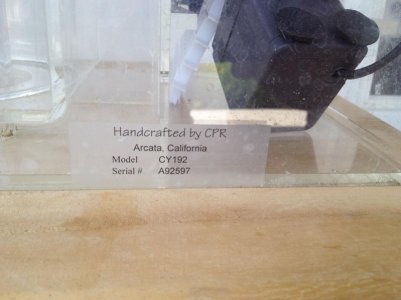 Handcrafted by CPR
Arcata, California
Model CY192
Serial # A92597